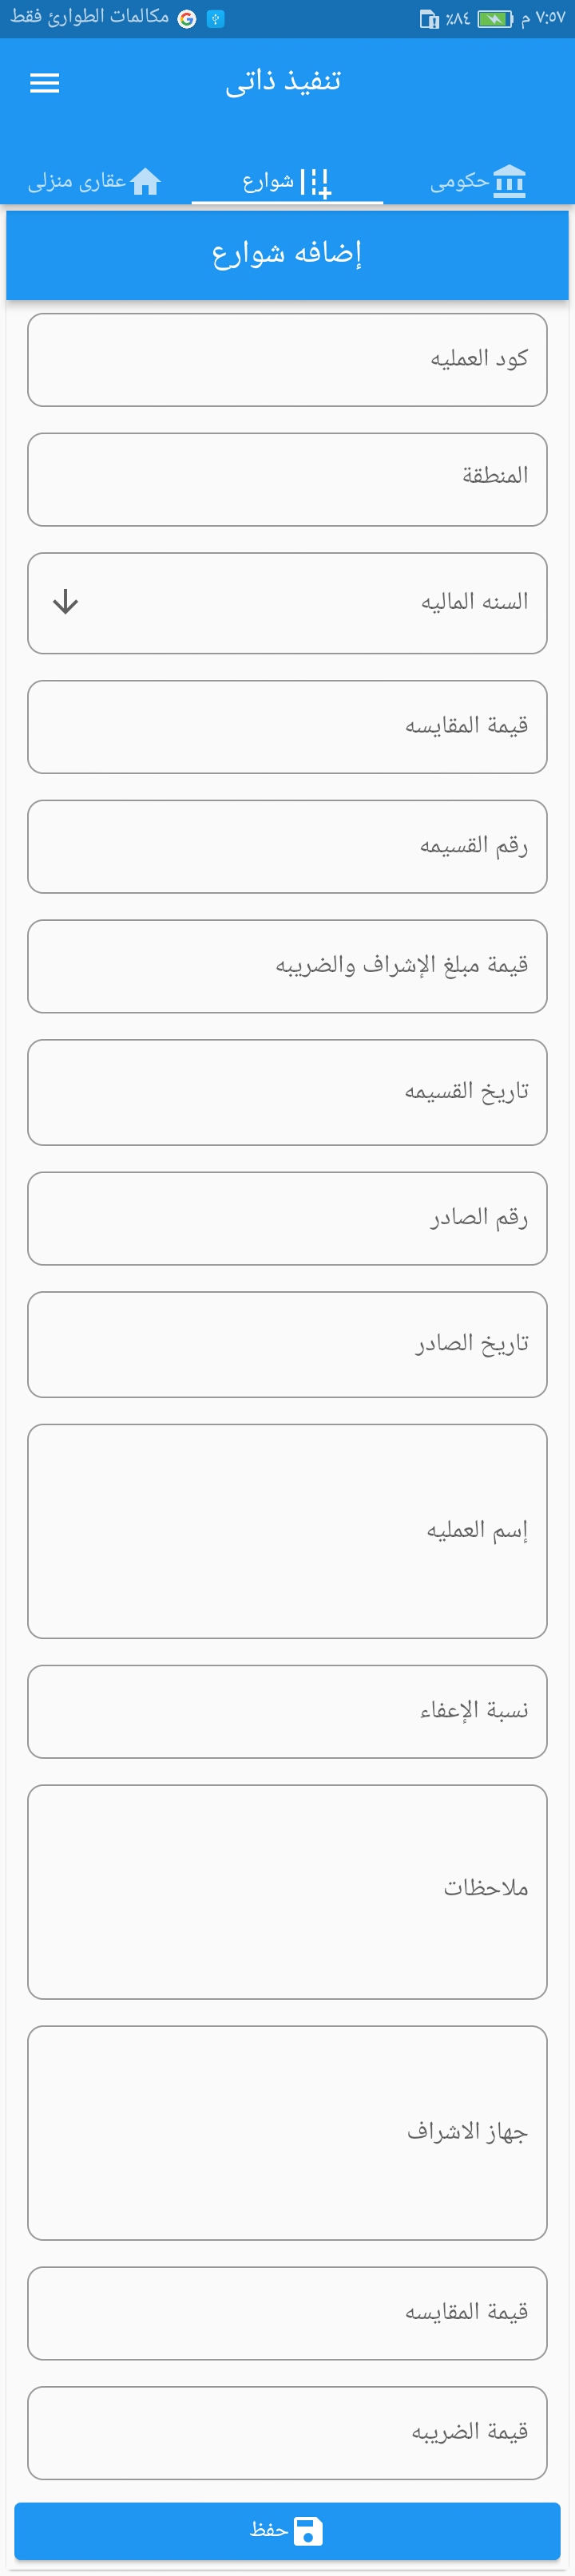 ٧:٥٧ م ٨٤٪ مكالمات الطوارئ فقط
تنفيذ ذاتى
حكومى شوارع عقارى منزلى
إضافه شوارع
كود العمليه
المنطقة
السنه الماليه
قيمة المقايسه
رقم القسيمه
قيمة مبلغ الإشراف والضريبه
تاريخ القسيمه
رقم الصادر
تاريخ الصادر
إسم العمليه
نسبة الإعفاء
ملاحظات
جهاز الاشراف
قيمة المقايسه
قيمة الضريبه
حفظ